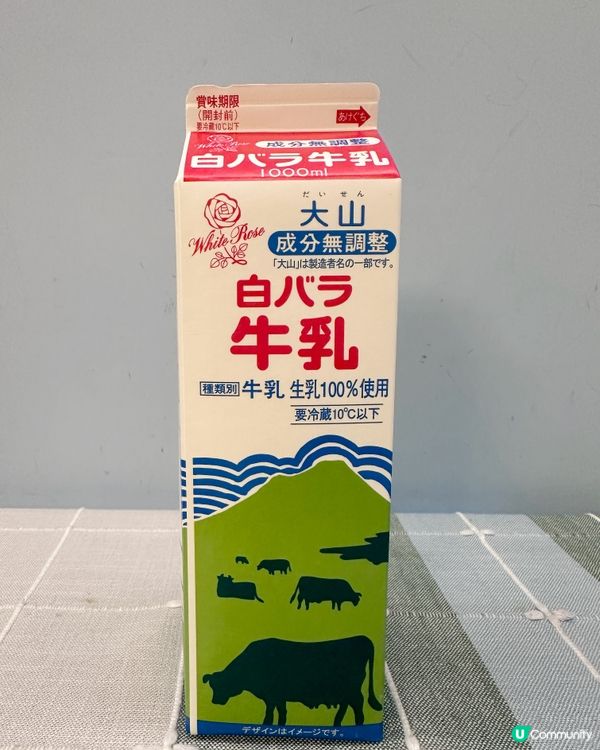 賞味期限
(開封前)
要冷蔵10℃以下
あけぐち
White Rose
成分無調整
白バラ牛乳
1000ml
白
White Rose
だいせん
大山
成分無調整
「大山」は製造者名の一部です。
白バラ
牛乳
種類別 牛乳 生乳100%使用
要冷蔵10℃以下
デザインはイメージです。
U Community